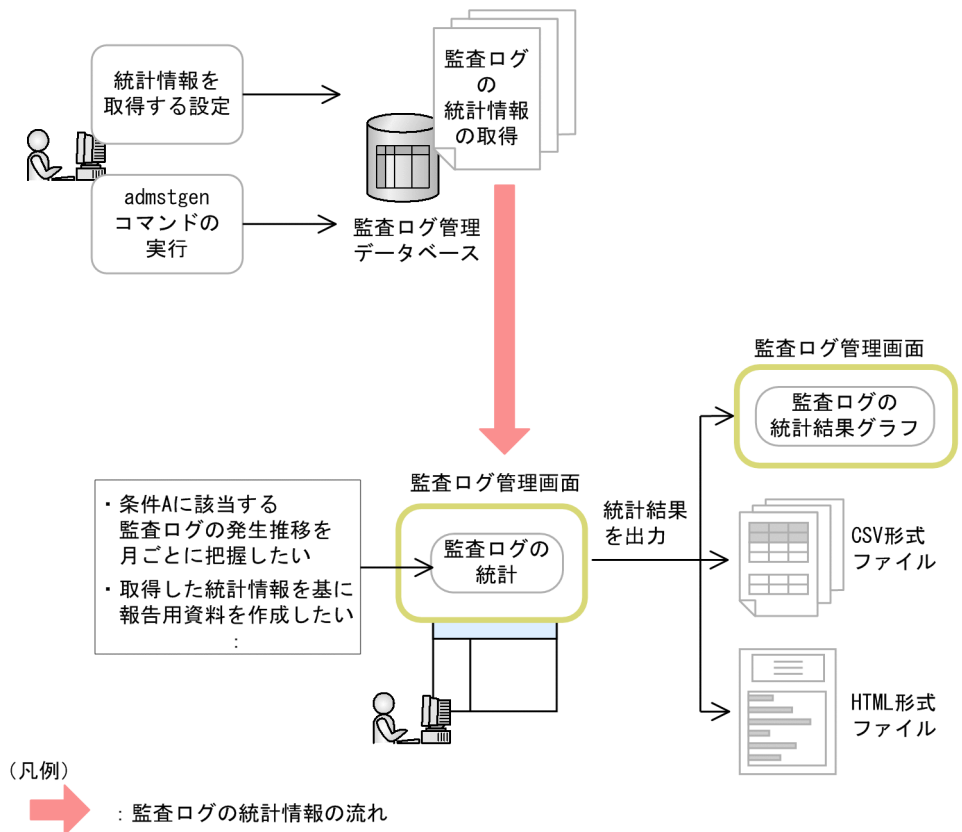 統計情報を
取得する設定
admstgen
コマンドの
実行
監査ログ
の
統計情報
の取得
監査ログ管理
データベース
監査ログ管理画面
監査ログの
統計結果グラフ
監査ログ管理画面
・条件Aに該当する
監査ログの発生推移を
月ごとに把握したい
・取得した統計情報を基に
報告用資料を作成したい
:
監査ログの
統計
統計結果
を出力
CSV形式
ファイル
HTML形式
ファイル
(凡例)
: 監査ログの統計情報の流れ